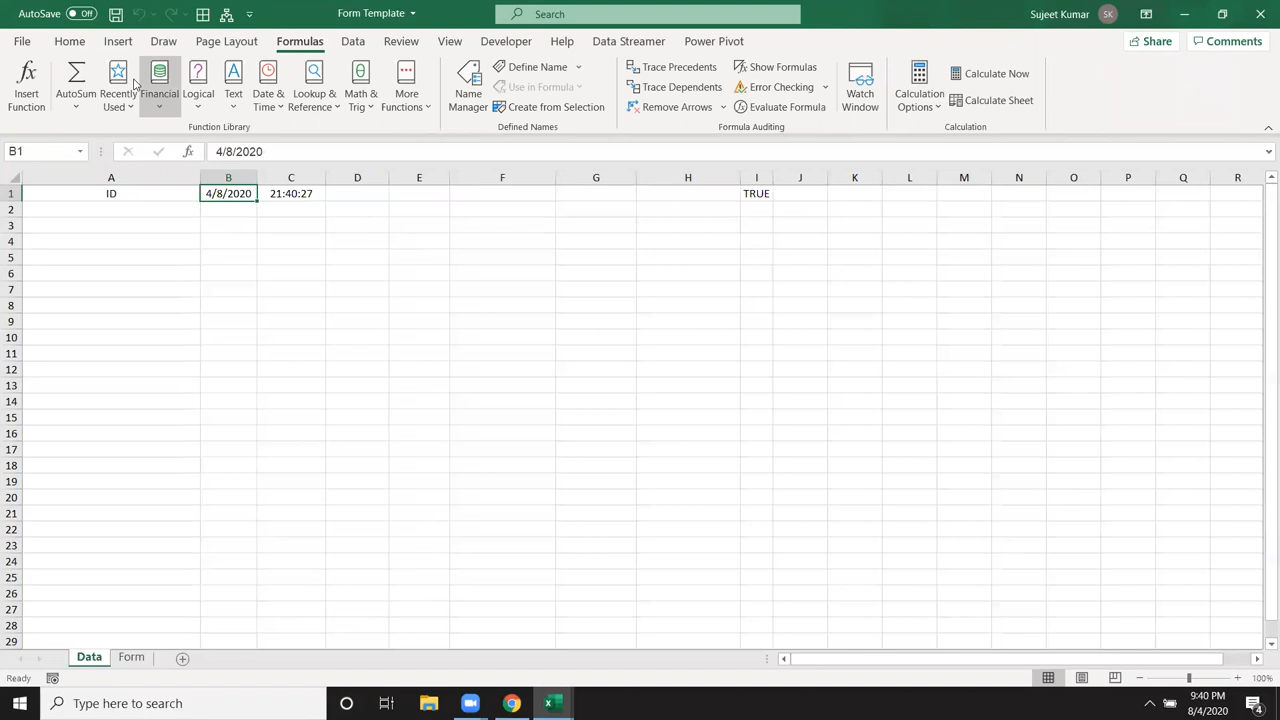 AutoSave Off Form Template Search Sujeet Kumar SK
File Home Insert Draw Page Layout Formulas Data Review View Developer Help Data Streamer Power Pivot Share Comments
Insert Function AutoSum Recently Used Financial Logical Text Date & Time Lookup & Reference Math & Trig More Functions
Name Manager Define Name Use in Formula Create from Selection
Trace Precedents Trace Dependents Remove Arrows Show Formulas Error Checking Evaluate Formula
Watch Window Calculation Options Calculate Now Calculate Sheet
Function Library Defined Names Formula Auditing Calculation
B1 fx 4/8/2020
A B C D E F G H I J K L M N O P Q R
1 ID 4/8/2020 21:40:27 TRUE
2
3
4
5
6
7
8
9
10
11
12
13
14
15
16
17
18
19
20
21
22
23
24
25
26
27
28
29
Data Form
Ready 100%
Type here to search 9:40 PM
8/4/2020 4